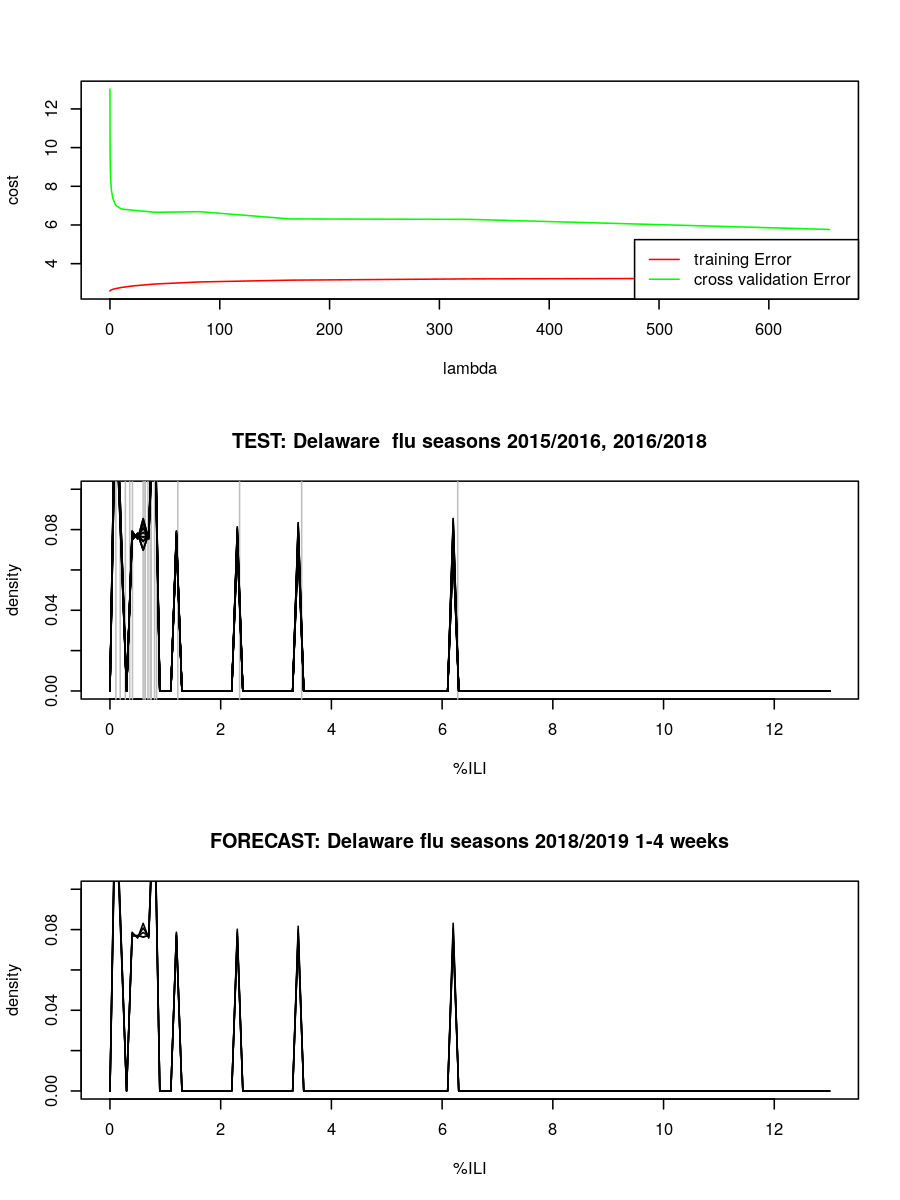 12
10
8
6
4
cost
training Error
cross validation Error
0 100 200 300 400 500 600
lambda
TEST: Delaware  flu seasons 2015/2016, 2016/2018
0.08
0.04
0.00
density
0 2 4 6 8 10 12
%ILI
FORECAST: Delaware flu seasons 2018/2019 1-4 weeks
0.08
0.04
0.00
density
0 2 4 6 8 10 12
%ILI